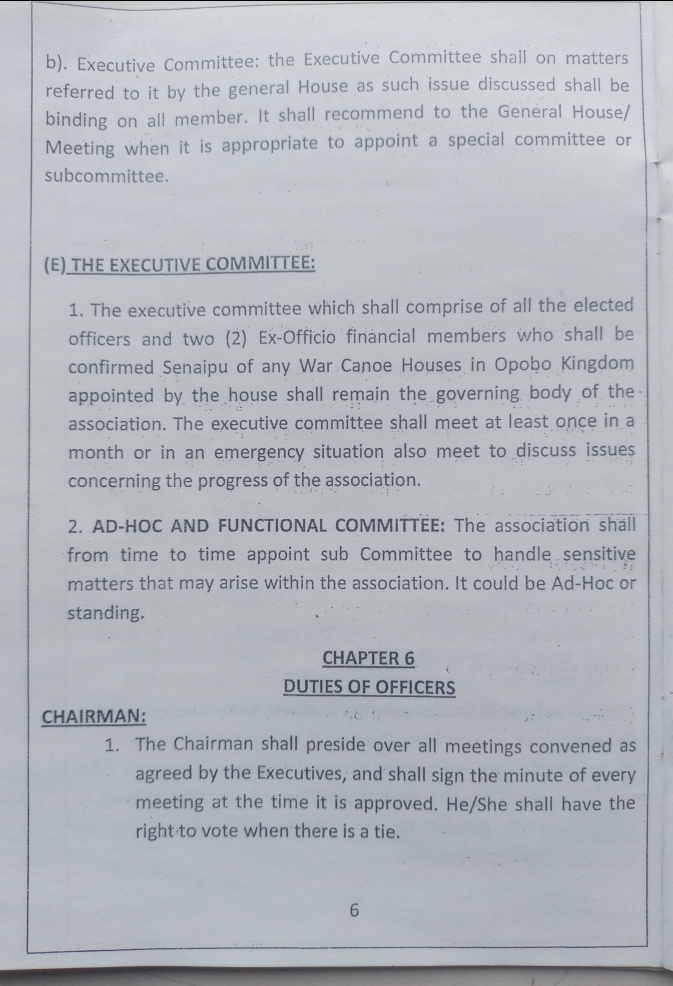 b). Executive Committee: the Executive Committee shall on matters
referred to it by the general House as such issue discussed shall be
binding on all member. It shall recommend to the General House/
Meeting when it is appropriate to appoint a special committee or
subcommittee.
(E) THE EXECUTIVE COMMITTEE:
1. The executive committee which shall comprise of all the elected
officers and two (2) Ex-Officio financial members who shall be
confirmed Senaipu of any War Canoe Houses in Opobo Kingdom
appointed by the house shall remain the governing body of the
association. The executive committee shall meet at least once in a
month or in an emergency situation also meet to discuss issues
concerning the progress of the association.
2. AD-HOC AND FUNCTIONAL COMMITTEE: The association shall
from time to time appoint sub Committee to handle sensitive
matters that may arise within the association. It could be Ad-Hoc or
standing.
CHAPTER 6
DUTIES OF OFFICERS
CHAIRMAN:
1. The Chairman shall preside over all meetings convened as
agreed by the Executives, and shall sign the minute of every
meeting at the time it is approved. He/She shall have the
right to vote when there is a tie.
6